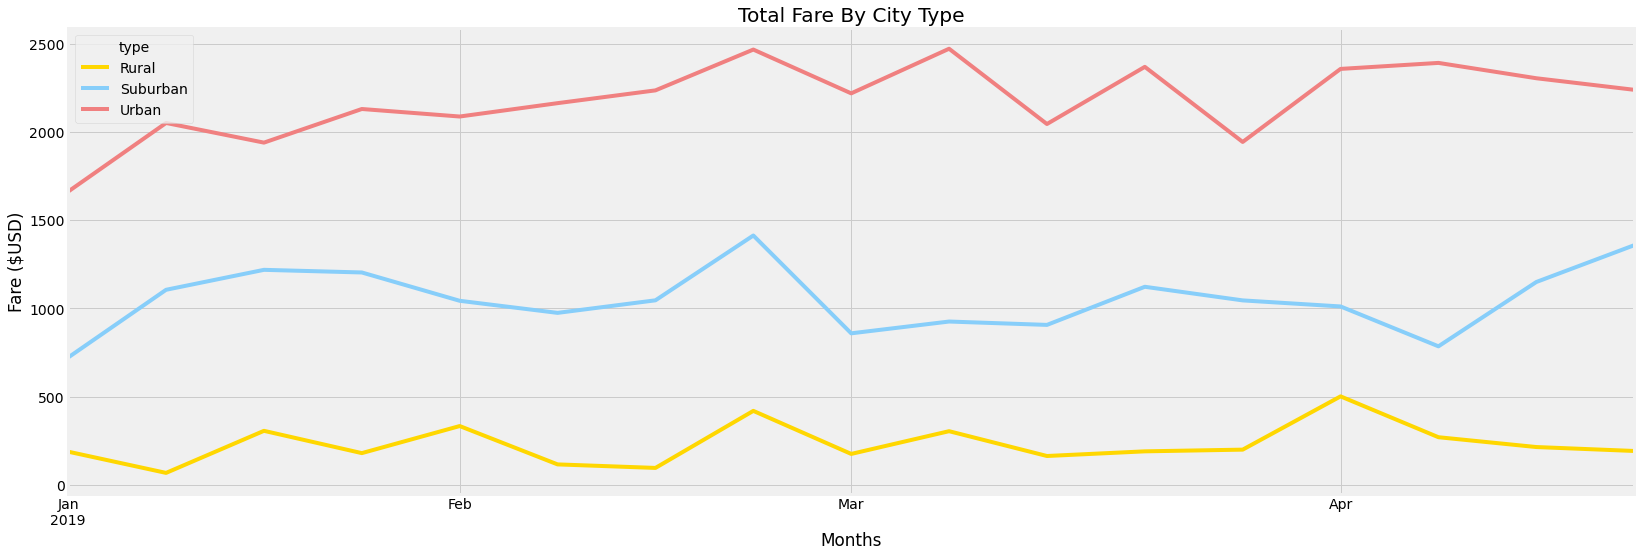 Total Fare By City Type
type
Rural
Suburban
Urban
2500
2000
1500
1000
500
0
Fare ($USD)
Jan Feb Mar Apr
2019
Months